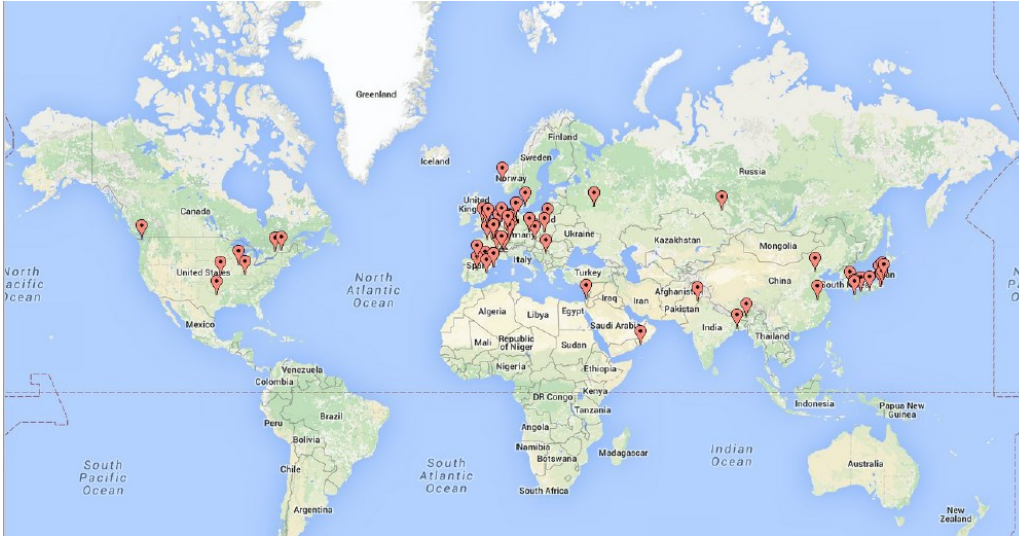 Greenland
Iceland
Finland
Sweden
Norway
Russia
Canada
United
Ukraine
Kazakhstan
Mongolia
North
Pacific
Ocean
United States
North
Atlantic
Ocean
Spain
Italy
Turkey
China
Afghanistan
Iraq
Iran
Pakistan
Algeria
Libya
Egypt
Mexico
Saudi Arabi
India
Thailand
Mali
Republic
of Niger
Sudan
Nigeria
Ethiopia
Venezuela
Colombia
DR Congo
Kenya
Tanzania
Indonesia
Papua New
Guinea
Peru
Brazil
Bolivia
Angola
Namibia
Botswana
Madagascar
Indian
Ocean
South
Pacific
Ocean
Chile
South
Atlantic
Ocean
Australia
South Africa
Argentina
New
Zealand